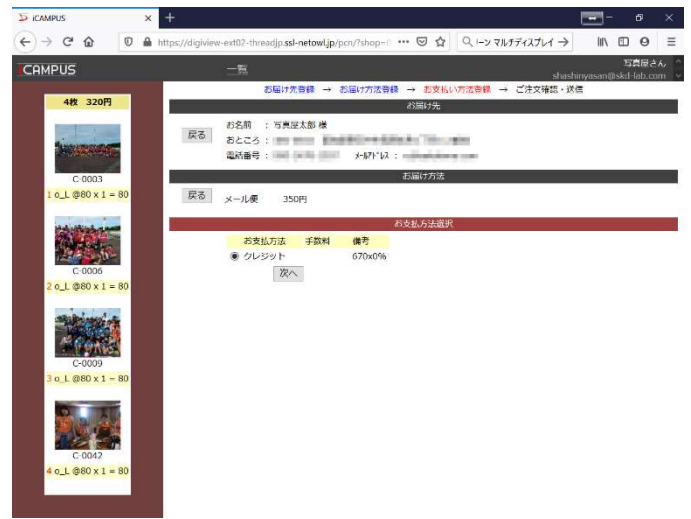 iCAMPUS
https://digiview-ext02-threadjp.ssl-netowl.jp/pcn/?shop=
レーン マルチディスプレイ
iCAMPUS
一覧
写真屋さん
shashinyasan@skd-lab.com
お届け先登録 → お届け方法登録 → お支払い方法登録 → ご注文確認・送信
4枚 320円
C-0003
1 o_L @80 x 1 = 80
C-0006
2 o_L @80 x 1 = 80
C-0009
3 o_L @80 x 1 = 80
C-0042
4 o_L @80 x 1 = 80
お届け先
戻る
お名前 : 写真屋太郎 様
おところ :
電話番号 : メールアドレス :
お届け方法
戻る
メール便 350円
お支払方法選択
お支払方法 手数料 備考
クレジット 670x0%
次へ